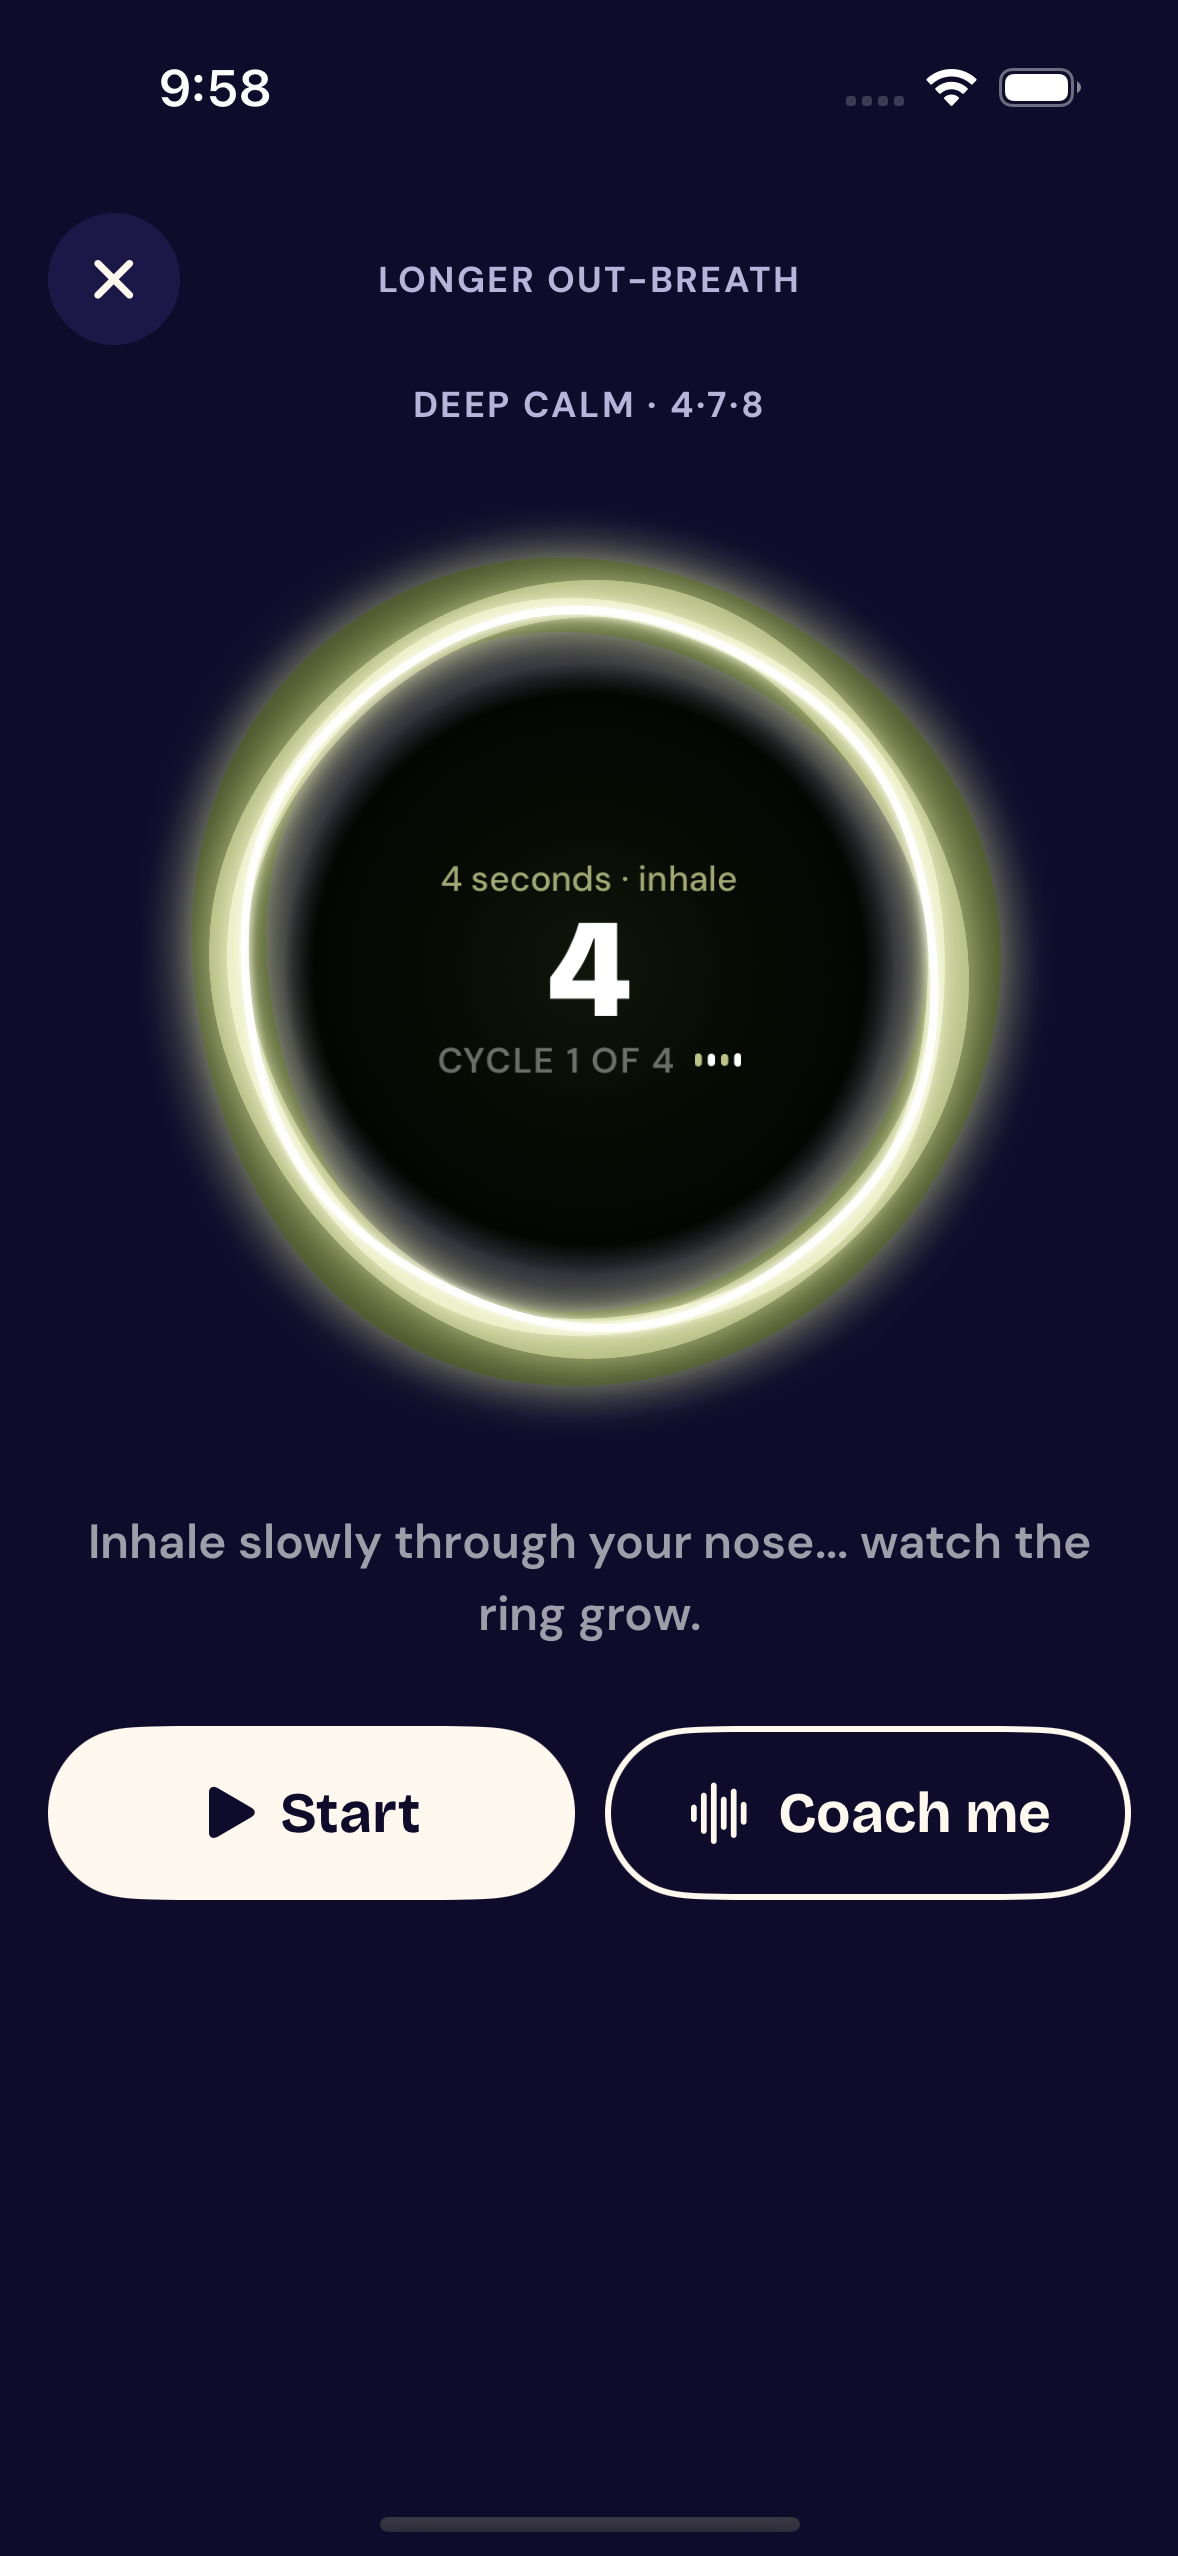 9:58
LONGER OUT-BREATH
DEEP CALM · 4·7·8
4 seconds · inhale
4
CYCLE 1 OF 4
Inhale slowly through your nose... watch the
ring grow.
Start
Coach me